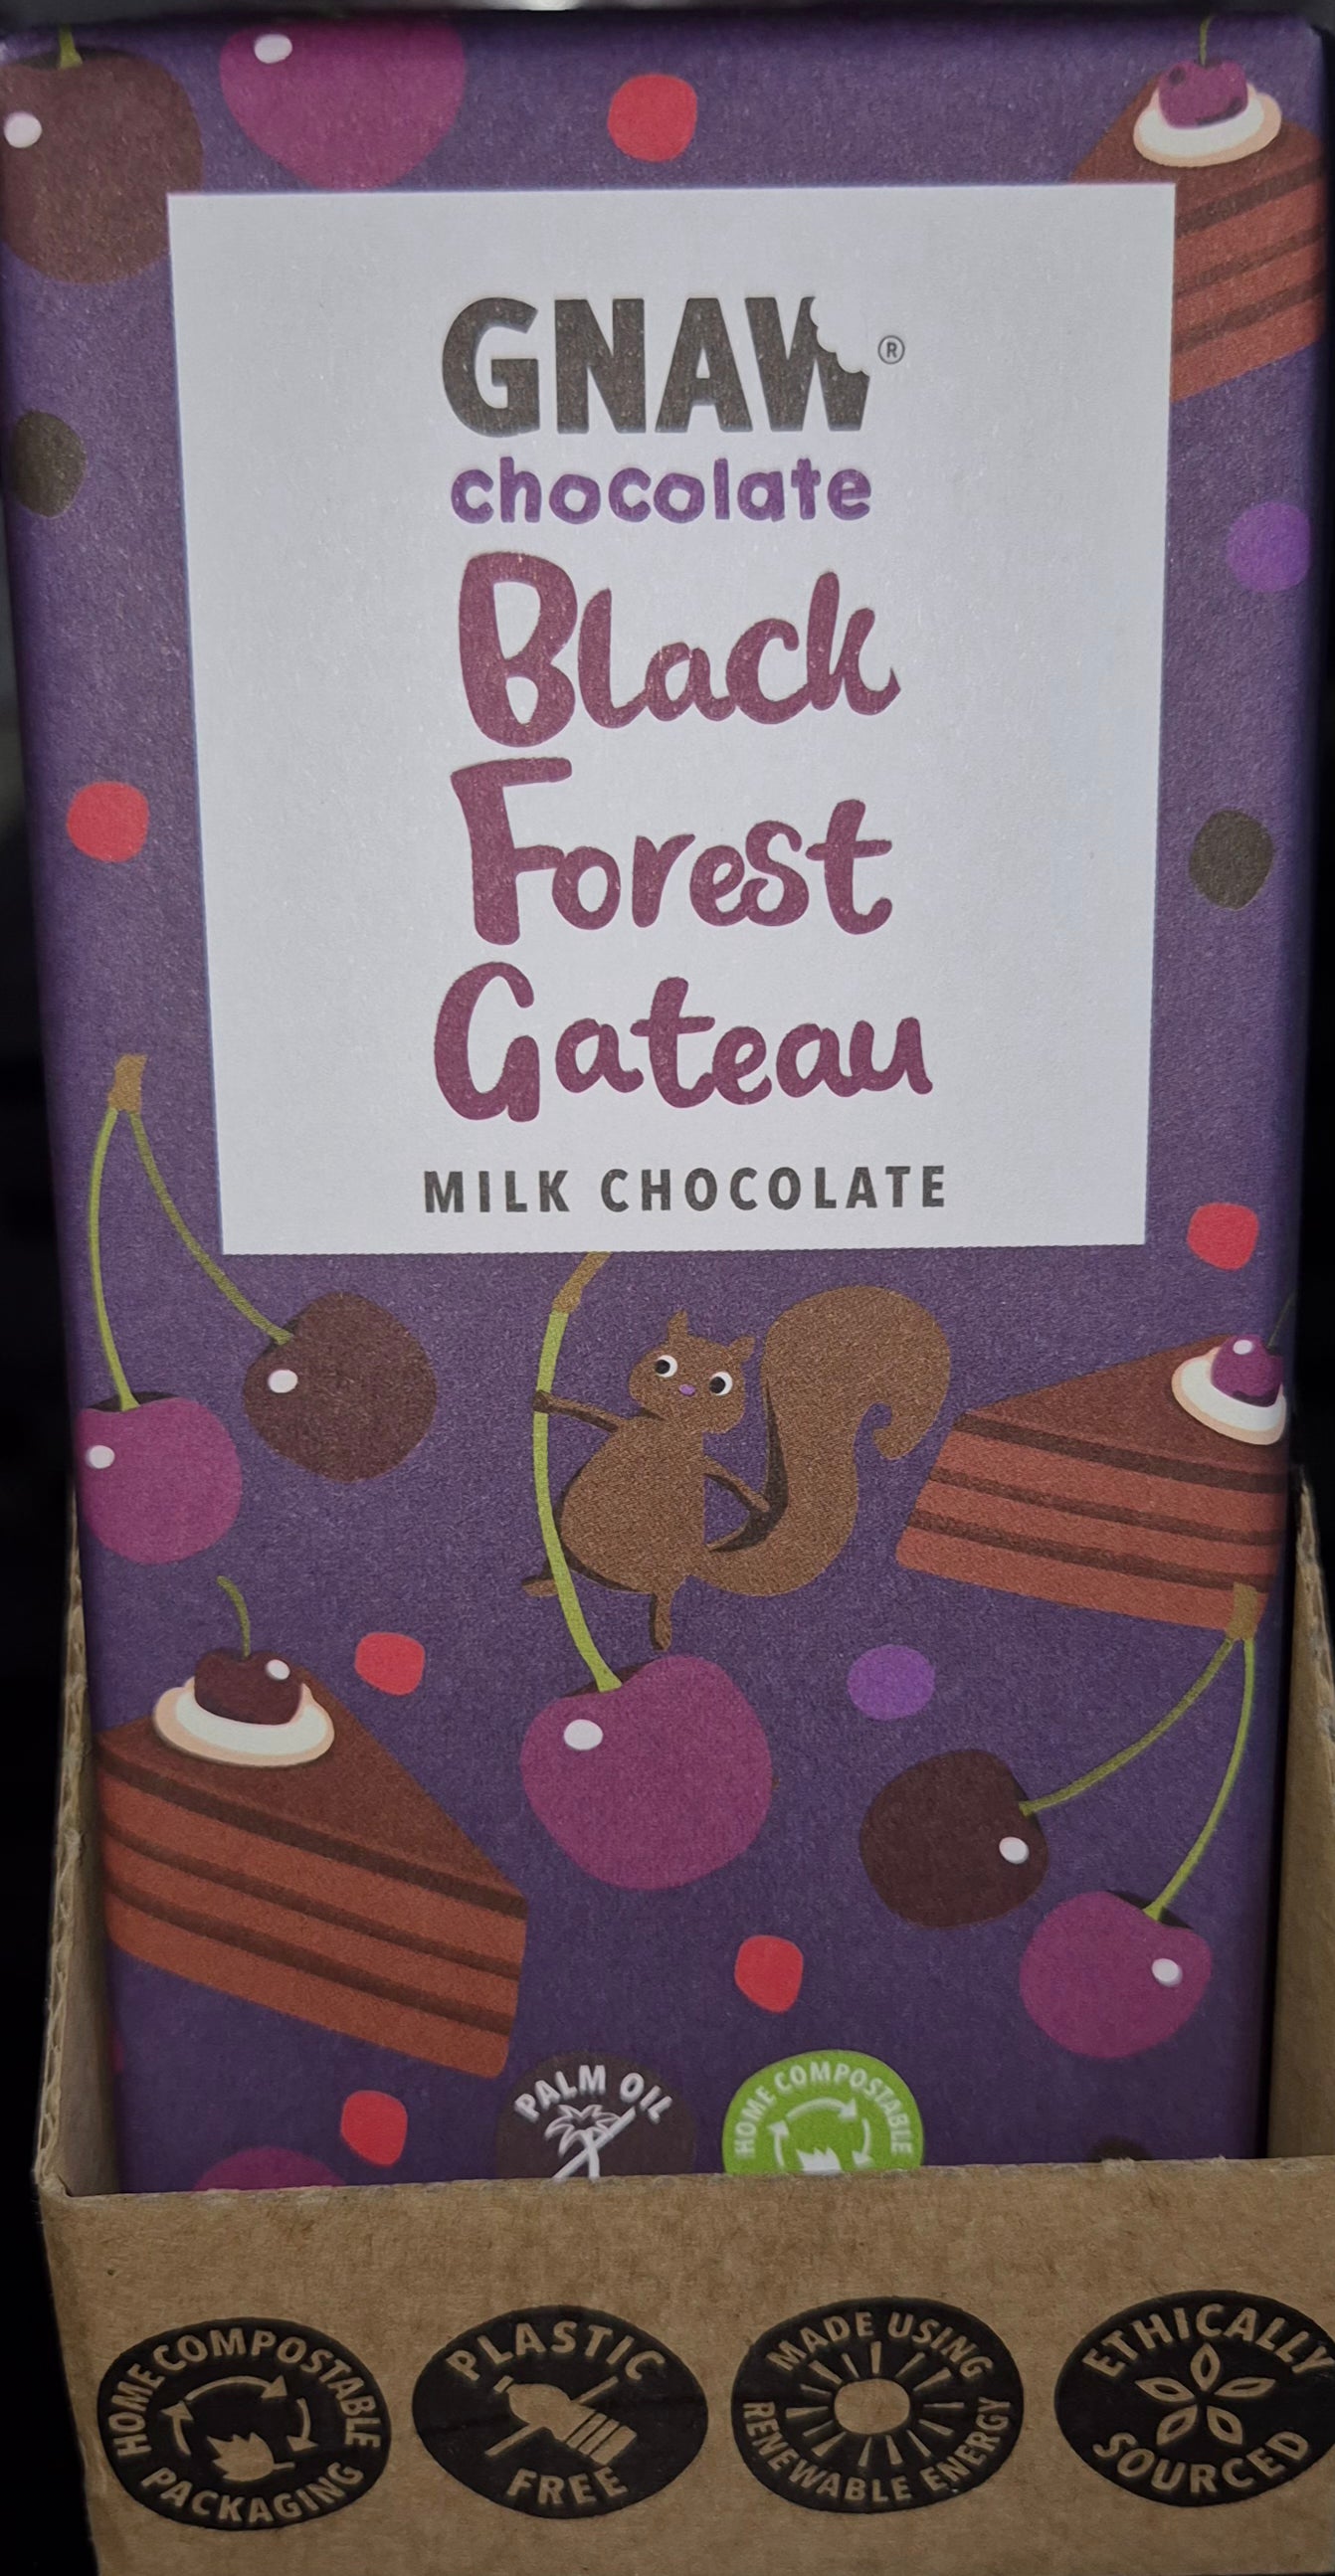 GNAW®
chocolate
Black
Forest
Gateau
MILK CHOCOLATE
PALM OIL
HOME COMPOSTABLE
HOME COMPOSTABLE
PACKAGING
PLASTIC
FREE
MADE USING
RENEWABLE ENERGY
ETHICALLY
SOURCED